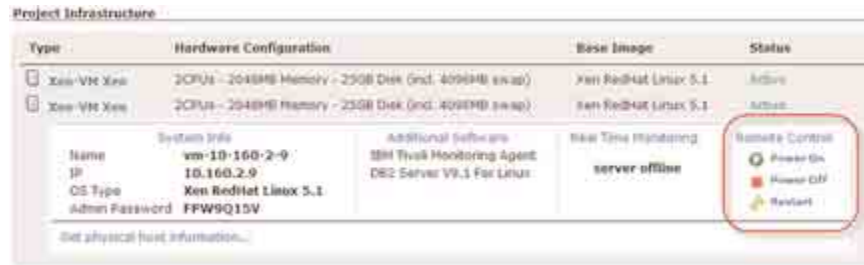 Project Infrastructure
Type Hardware Configuration Base Image Status
Xen-VM Xen 2CPUs - 2048MB Memory - 25GB Disk (incl. 4096MB swap) Xen RedHat Linux 5.1 Active
Xen-VM Xen 2CPUs - 2048MB Memory - 25GB Disk (incl. 4096MB swap) Xen RedHat Linux 5.1 Active
System Info Additional Software Real Time Monitoring Remote Control
Name vm-10-160-2-9 IBM Tivoli Monitoring Agent server offline Power On
IP 10.160.2.9 DB2 Server V9.1 For Linux Power Off
OS Type Xen RedHat Linux 5.1 Restart
Admin Password FFW9Q15V
Get physical host information...